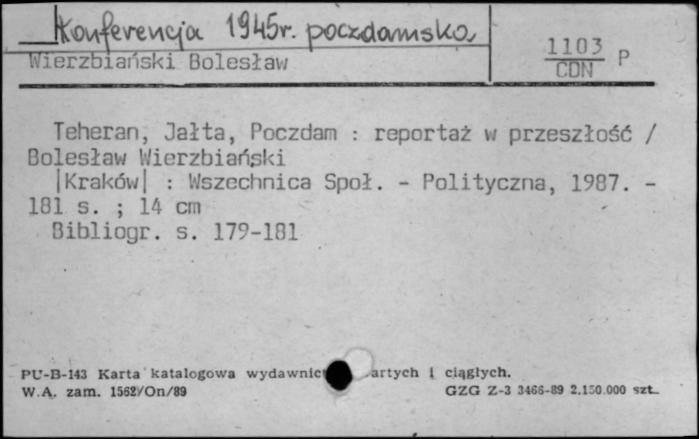 Konferencja 1945r. poczdamska
Wierzbiański Bolesław
1103
CDN P
Teheran, Jałta, Poczdam : reportaż w przeszłość /
Bolesław Wierzbiański
|Kraków| : Wszechnica Społ. - Polityczna, 1987. -
181 s. ; 14 cm
Bibliogr. s. 179-181
PU-B-143 Karta katalogowa wydawnic artych i ciągłych.
W.A. zam. 1562/On/89 GZG Z-3 3466-89 2.150.000 szt.